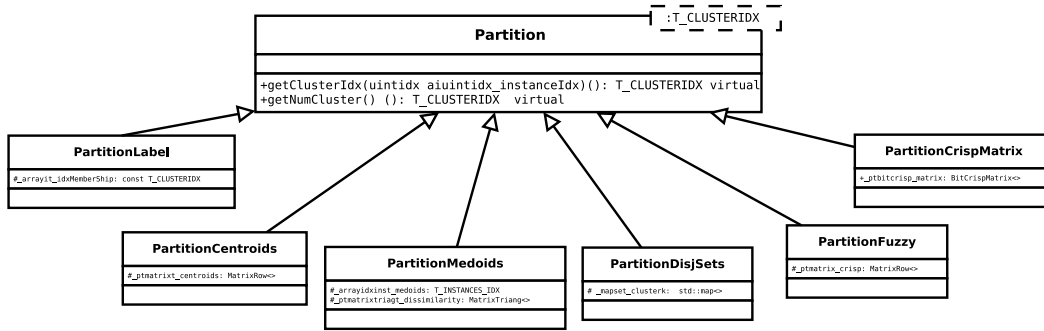 :T_CLUSTERIDX
Partition
+getClusterIdx(uintidx aiuintidx_instanceIdx)(): T_CLUSTERIDX virtual
+getNumCluster() (): T_CLUSTERIDX virtual
PartitionLabel
#_arrayit_idxMemberShip: const T_CLUSTERIDX
PartitionCrispMatrix
+_ptbitcrisp_matrix: BitCrispMatrix<>
PartitionCentroids
#_ptmatrixt_centroids: MatrixRow<>
PartitionMedoids
#_arrayidxinst_medoids: T_INSTANCES_IDX
#_ptmatrixtriagt_dissimilarity: MatrixTriang<>
PartitionDisjSets
# _mapset_clusterk: std::map<>
PartitionFuzzy
#_ptmatrix_crisp: MatrixRow<>